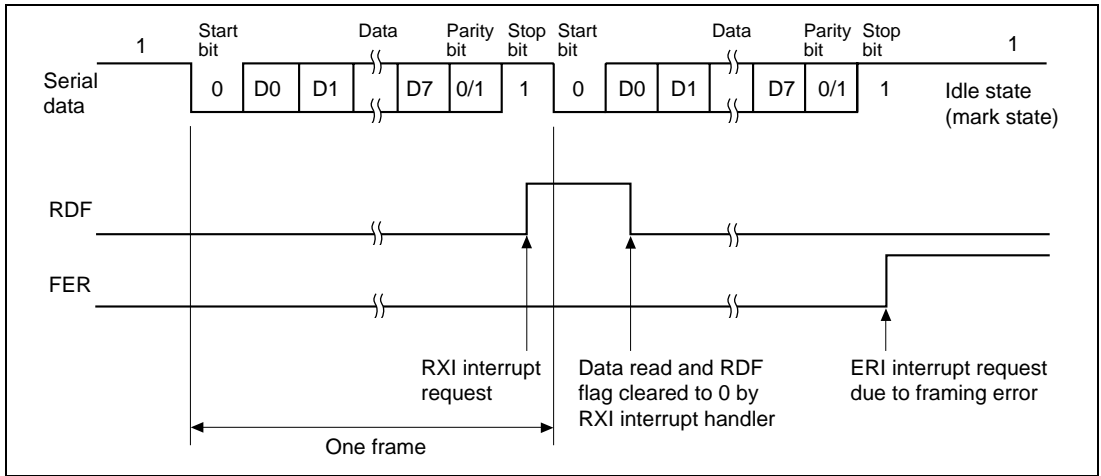 1
Start bit
Data
Parity bit
Stop bit
Start bit
Data
Parity bit
Stop bit
1
Serial data
0 D0 D1 D7 0/1 1 0 D0 D1 D7 0/1 1
Idle state
(mark state)
RDF
FER
RXI interrupt
request
Data read and RDF
flag cleared to 0 by
RXI interrupt handler
ERI interrupt request
due to framing error
One frame